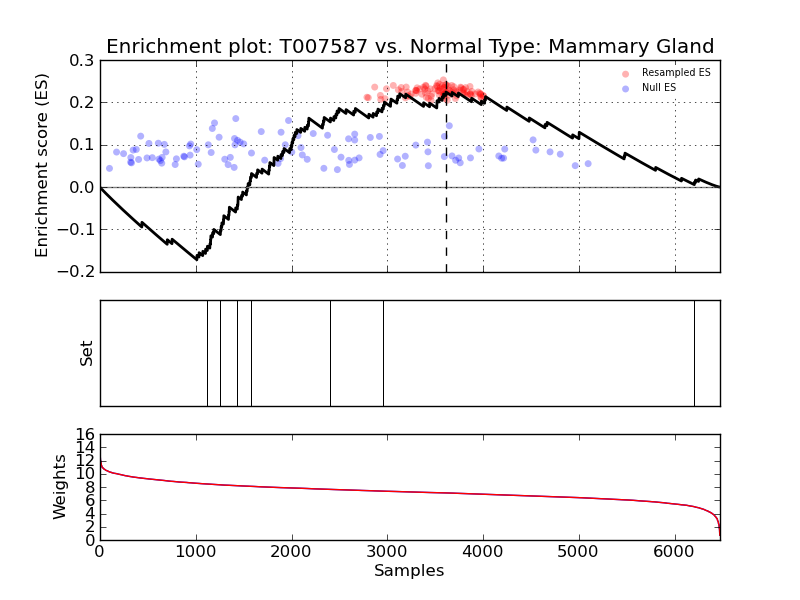 Enrichment plot: T007587 vs. Normal Type: Mammary Gland
0.3
0.2
0.1
0.0
−0.1
−0.2
Enrichment score (ES)
Resampled ES
Null ES
Set
16
14
12
10
8
6
4
2
0
Weights
0 1000 2000 3000 4000 5000 6000
Samples